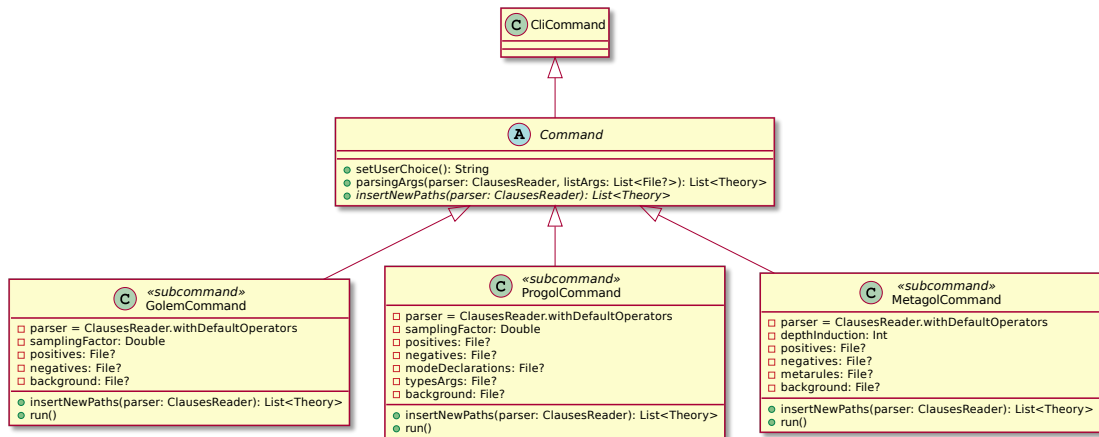 C CliCommand
A Command
setUserChoice(): String
parsingArgs(parser: ClausesReader, listArgs: List<File?>): List<Theory>
insertNewPaths(parser: ClausesReader): List<Theory>
C «subcommand»
GolemCommand
parser = ClausesReader.withDefaultOperators
samplingFactor: Double
positives: File?
negatives: File?
background: File?
insertNewPaths(parser: ClausesReader): List<Theory>
run()
C «subcommand»
ProgolCommand
parser = ClausesReader.withDefaultOperators
samplingFactor: Double
positives: File?
negatives: File?
modeDeclarations: File?
typesArgs: File?
background: File?
insertNewPaths(parser: ClausesReader): List<Theory>
run()
C «subcommand»
MetagolCommand
parser = ClausesReader.withDefaultOperators
depthInduction: Int
positives: File?
negatives: File?
metarules: File?
background: File?
insertNewPaths(parser: ClausesReader): List<Theory>
run()